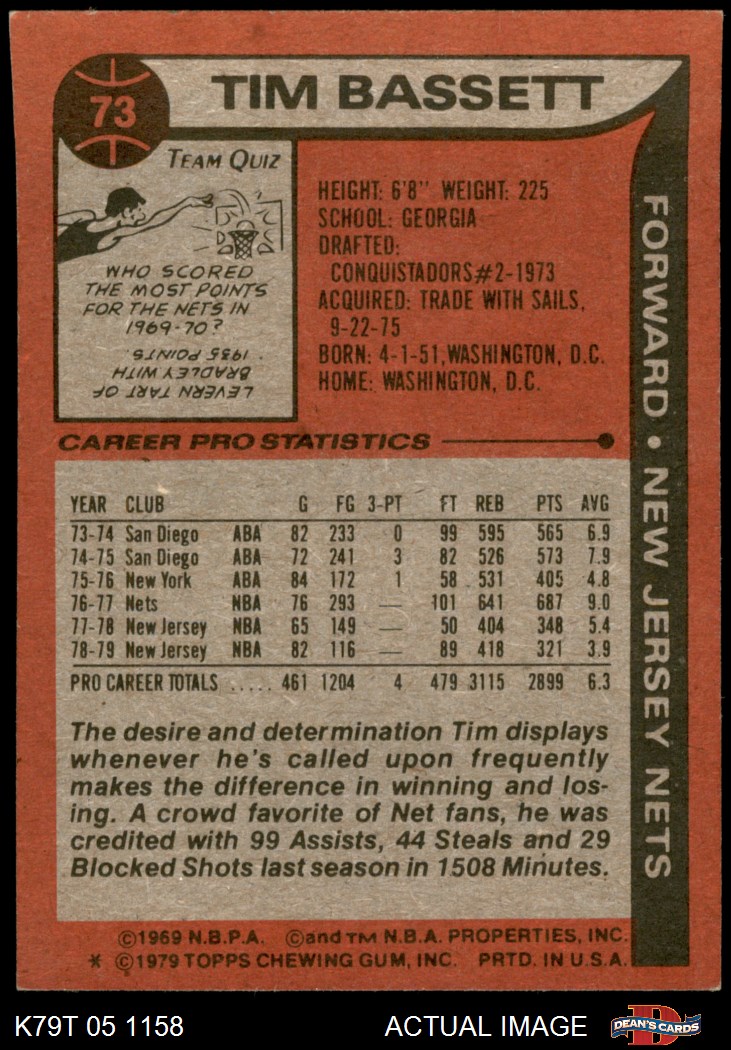 73
TIM BASSETT
TEAM QUIZ
WHO SCORED
THE MOST POINTS
FOR THE NETS IN
1969-70?
LEVERN TART OF
BRADLEY WITH
1935 POINTS.
HEIGHT: 6'8" WEIGHT: 225
SCHOOL: GEORGIA
DRAFTED:
CONQUISTADORS #2-1973
ACQUIRED: TRADE WITH SAILS,
9-22-75
BORN: 4-1-51, WASHINGTON, D.C.
HOME: WASHINGTON, D.C.
FORWARD • NEW JERSEY NETS
CAREER PRO STATISTICS
YEAR CLUB G FG 3-PT FT REB PTS AVG
73-74 San Diego ABA 82 233 0 99 595 565 6.9
74-75 San Diego ABA 72 241 3 82 526 573 7.9
75-76 New York ABA 84 172 1 58 531 405 4.8
76-77 Nets NBA 76 293 — 101 641 687 9.0
77-78 New Jersey NBA 65 149 — 50 404 348 5.4
78-79 New Jersey NBA 82 116 — 89 418 321 3.9
PRO CAREER TOTALS ..... 461 1204 4 479 3115 2899 6.3
The desire and determination Tim displays
whenever he's called upon frequently
makes the difference in winning and los-
ing. A crowd favorite of Net fans, he was
credited with 99 Assists, 44 Steals and 29
Blocked Shots last season in 1508 Minutes.
©1969 N.B.P.A. ©and TM N.B.A. PROPERTIES, INC.
* ©1979 TOPPS CHEWING GUM, INC. PRTD. IN U.S.A.
K79T 05 1158 ACTUAL IMAGE
D
DEAN'S CARDS